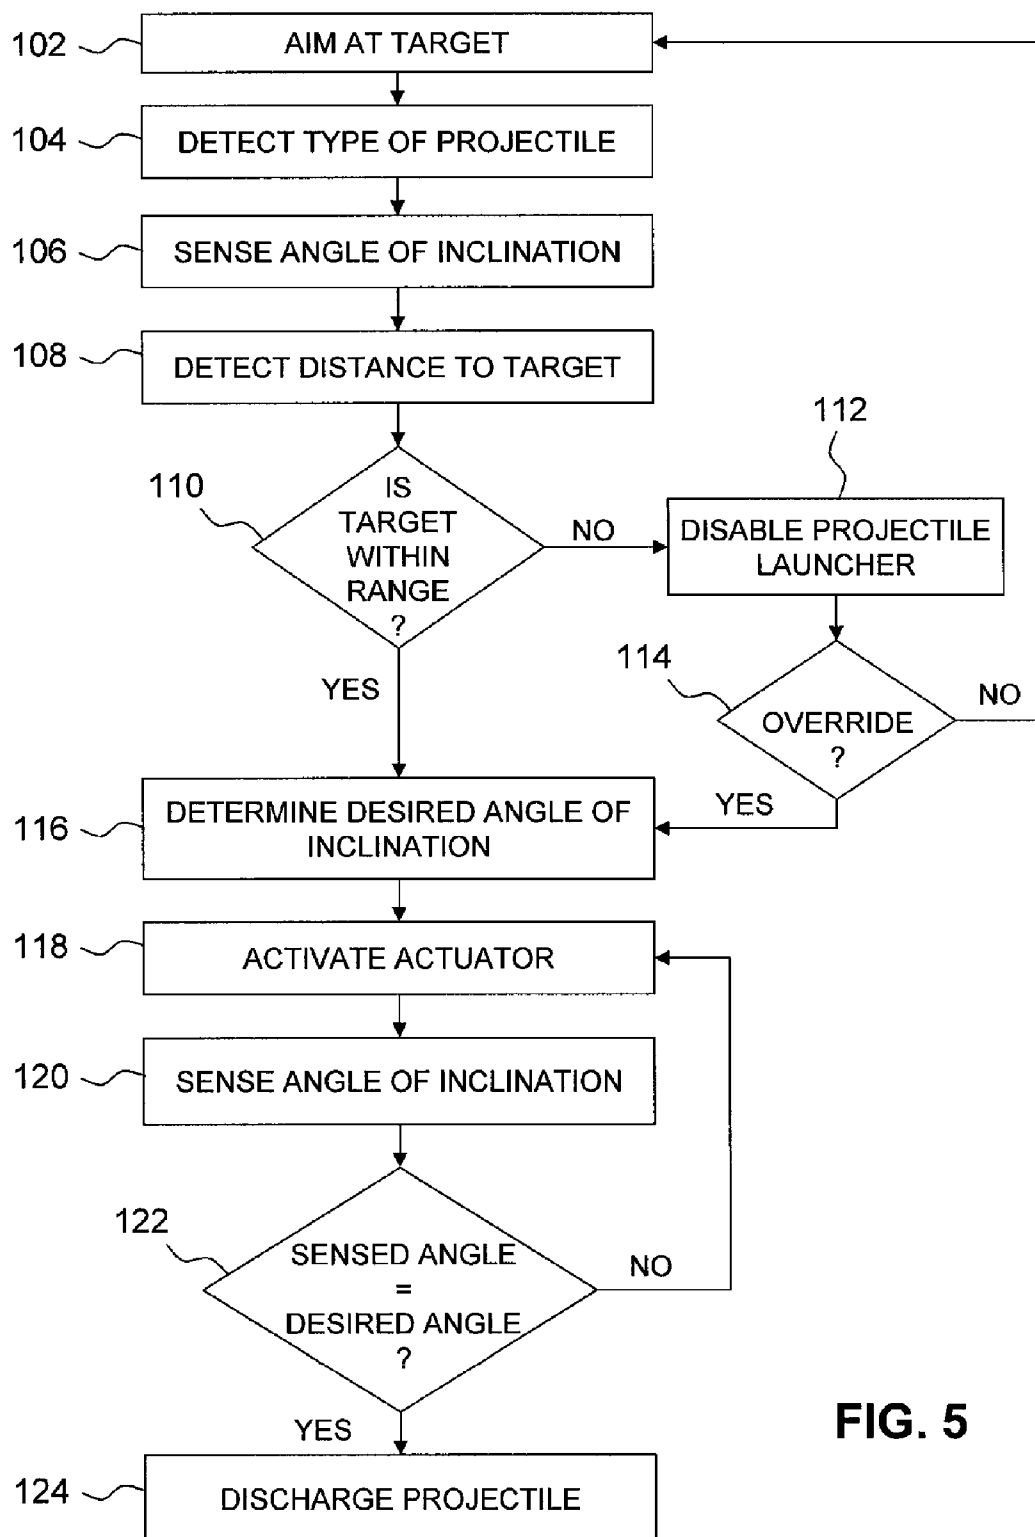 102
AIM AT TARGET
104
DETECT TYPE OF PROJECTILE
106
SENSE ANGLE OF INCLINATION
108
DETECT DISTANCE TO TARGET
110
IS
TARGET
WITHIN
RANGE
?
NO
112
DISABLE PROJECTILE
LAUNCHER
114
OVERRIDE
?
NO
YES
YES
116
DETERMINE DESIRED ANGLE OF
INCLINATION
118
ACTIVATE ACTUATOR
120
SENSE ANGLE OF INCLINATION
122
SENSED ANGLE
=
DESIRED ANGLE
?
NO
YES
124
DISCHARGE PROJECTILE
FIG. 5